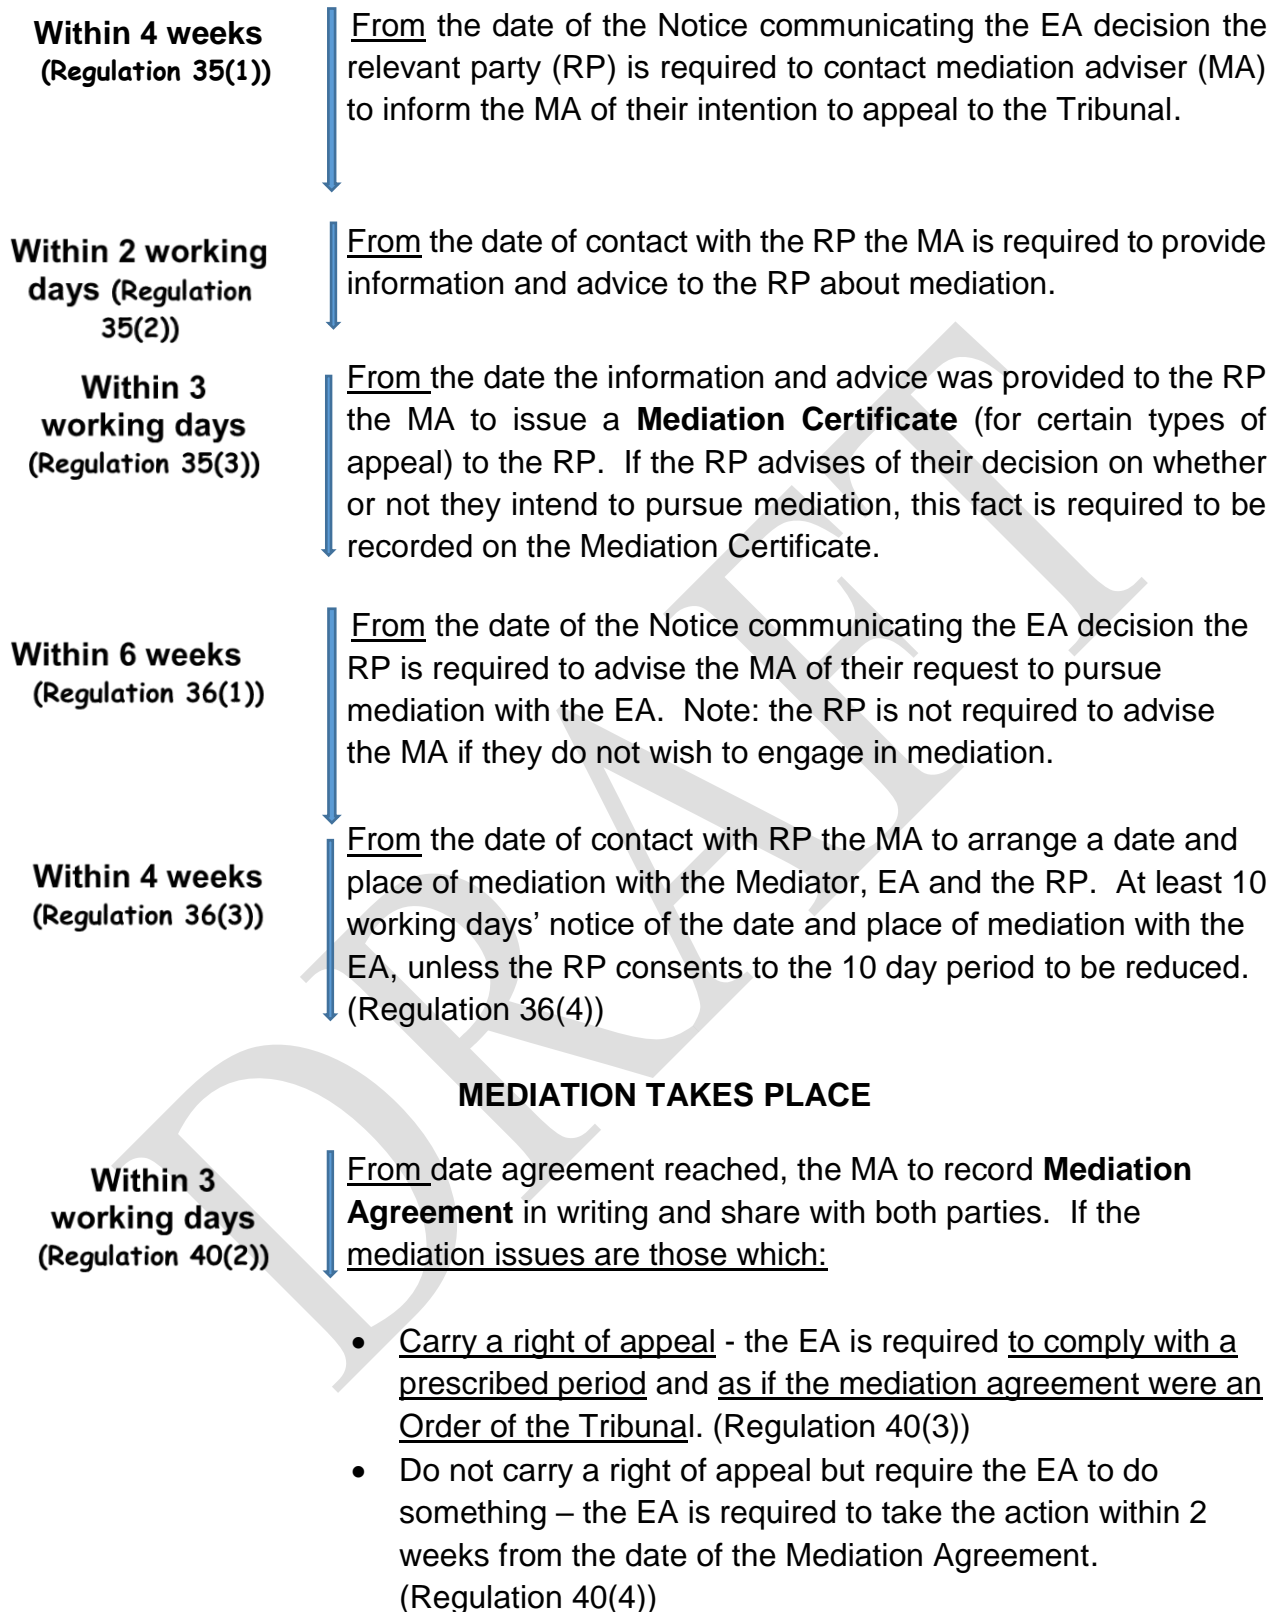 Within 4 weeks
(Regulation 35(1))
From the date of the Notice communicating the EA decision the
relevant party (RP) is required to contact mediation adviser (MA)
to inform the MA of their intention to appeal to the Tribunal.
Within 2 working
days (Regulation
35(2))
From the date of contact with the RP the MA is required to provide
information and advice to the RP about mediation.
Within 3
working days
(Regulation 35(3))
From the date the information and advice was provided to the RP
the MA to issue a Mediation Certificate (for certain types of
appeal) to the RP. If the RP advises of their decision on whether
or not they intend to pursue mediation, this fact is required to be
recorded on the Mediation Certificate.
Within 6 weeks
(Regulation 36(1))
From the date of the Notice communicating the EA decision the
RP is required to advise the MA of their request to pursue
mediation with the EA. Note: the RP is not required to advise
the MA if they do not wish to engage in mediation.
Within 4 weeks
(Regulation 36(3))
From the date of contact with RP the MA to arrange a date and
place of mediation with the Mediator, EA and the RP. At least 10
working days’ notice of the date and place of mediation with the
EA, unless the RP consents to the 10 day period to be reduced.
(Regulation 36(4))
MEDIATION TAKES PLACE
Within 3
working days
(Regulation 40(2))
From date agreement reached, the MA to record Mediation
Agreement in writing and share with both parties. If the
mediation issues are those which:
• Carry a right of appeal - the EA is required to comply with a
prescribed period and as if the mediation agreement were an
Order of the Tribunal. (Regulation 40(3))
• Do not carry a right of appeal but require the EA to do
something – the EA is required to take the action within 2
weeks from the date of the Mediation Agreement.
(Regulation 40(4))
DRAFT